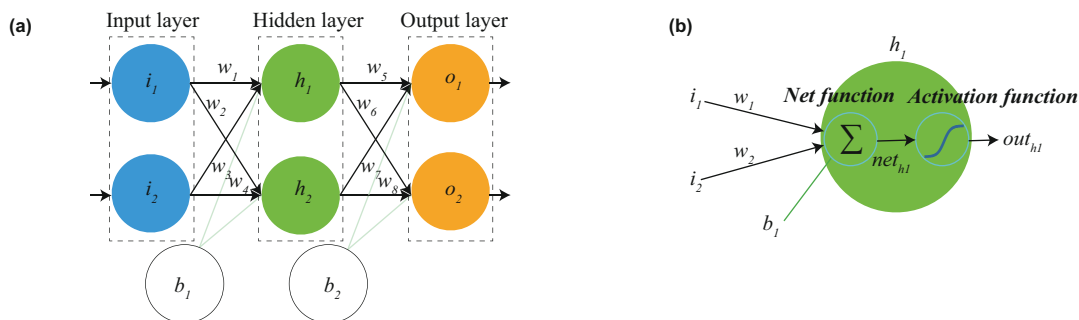 (a)
Input layer Hidden layer Output layer
i₁ w₁ h₁ w₅ o₁
w₂ w₆
w₃ w₇
i₂ w₄ h₂ w₈ o₂
b₁ b₂
(b)
h₁
i₁ w₁ Net function Activation function
∑ out_h1
w₂ net_h1
i₂
b₁